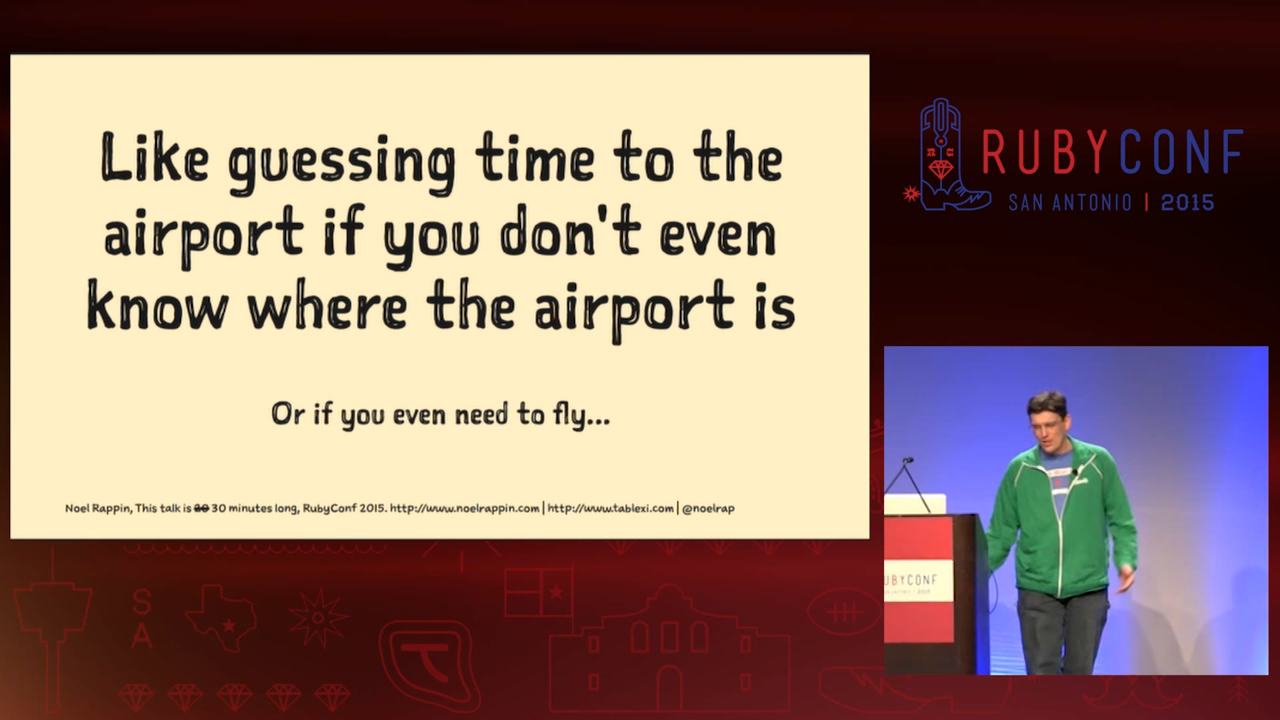 Like guessing time to the
airport if you don't even
know where the airport is
Or if you even need to fly...
Noel Rappin, This talk is 20 30 minutes long, RubyConf 2015. http://www.noelrappin.com | http://www.tablexi.com | @noelrap
RUBYCONF
SAN ANTONIO | 2015
UBYCONF
S
A